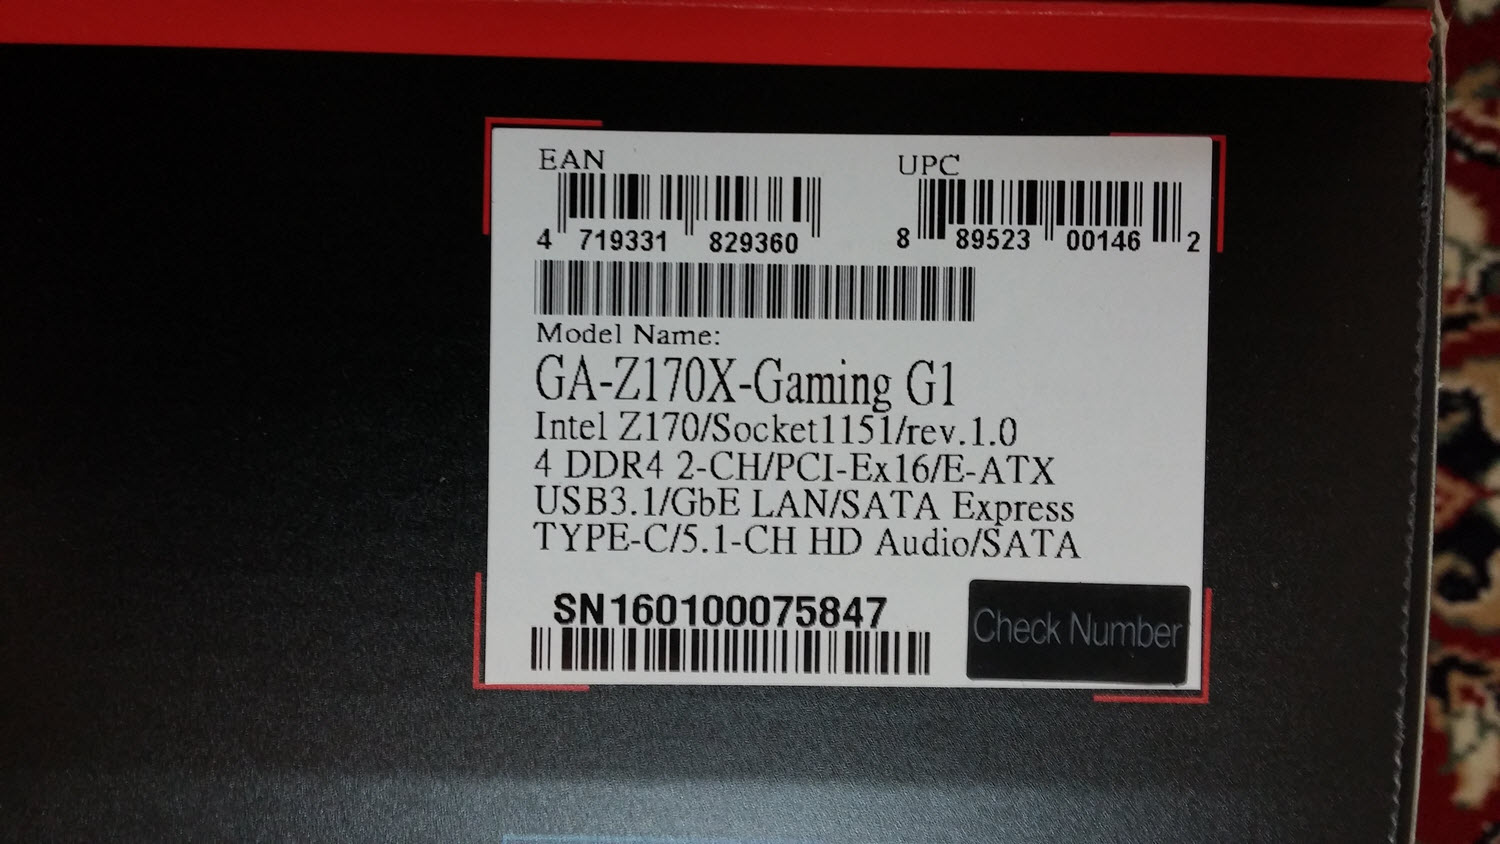 EAN UPC
4 719331 829360 8 89523 00146 2
Model Name:
GA-Z170X-Gaming G1
Intel Z170/Socket1151/rev.1.0
4 DDR4 2-CH/PCI-Ex16/E-ATX
USB3.1/GbE LAN/SATA Express
TYPE-C/5.1-CH HD Audio/SATA
SN160100075847
Check Number